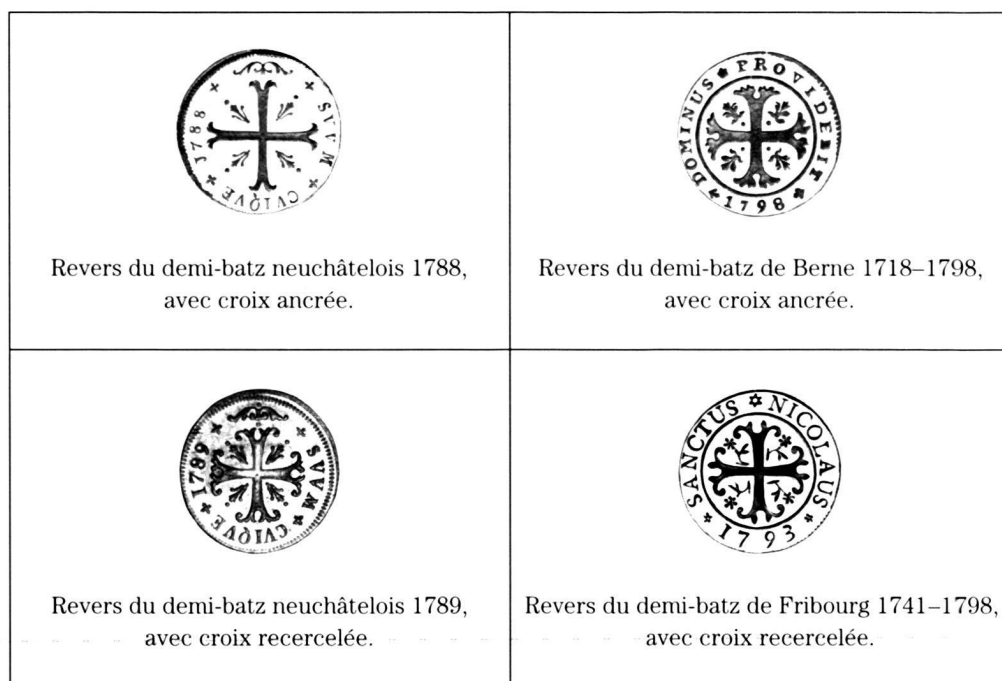 1788 SVVM CVIQVE
DOMINUS PROVIDEBIT 1798
Revers du demi-batz neuchâtelois 1788,
avec croix ancrée.
Revers du demi-batz de Berne 1718–1798,
avec croix ancrée.
1789 SVVM CVIQVE
SANCTUS NICOLAUS 1793
Revers du demi-batz neuchâtelois 1789,
avec croix recercelée.
Revers du demi-batz de Fribourg 1741–1798,
avec croix recercelée.